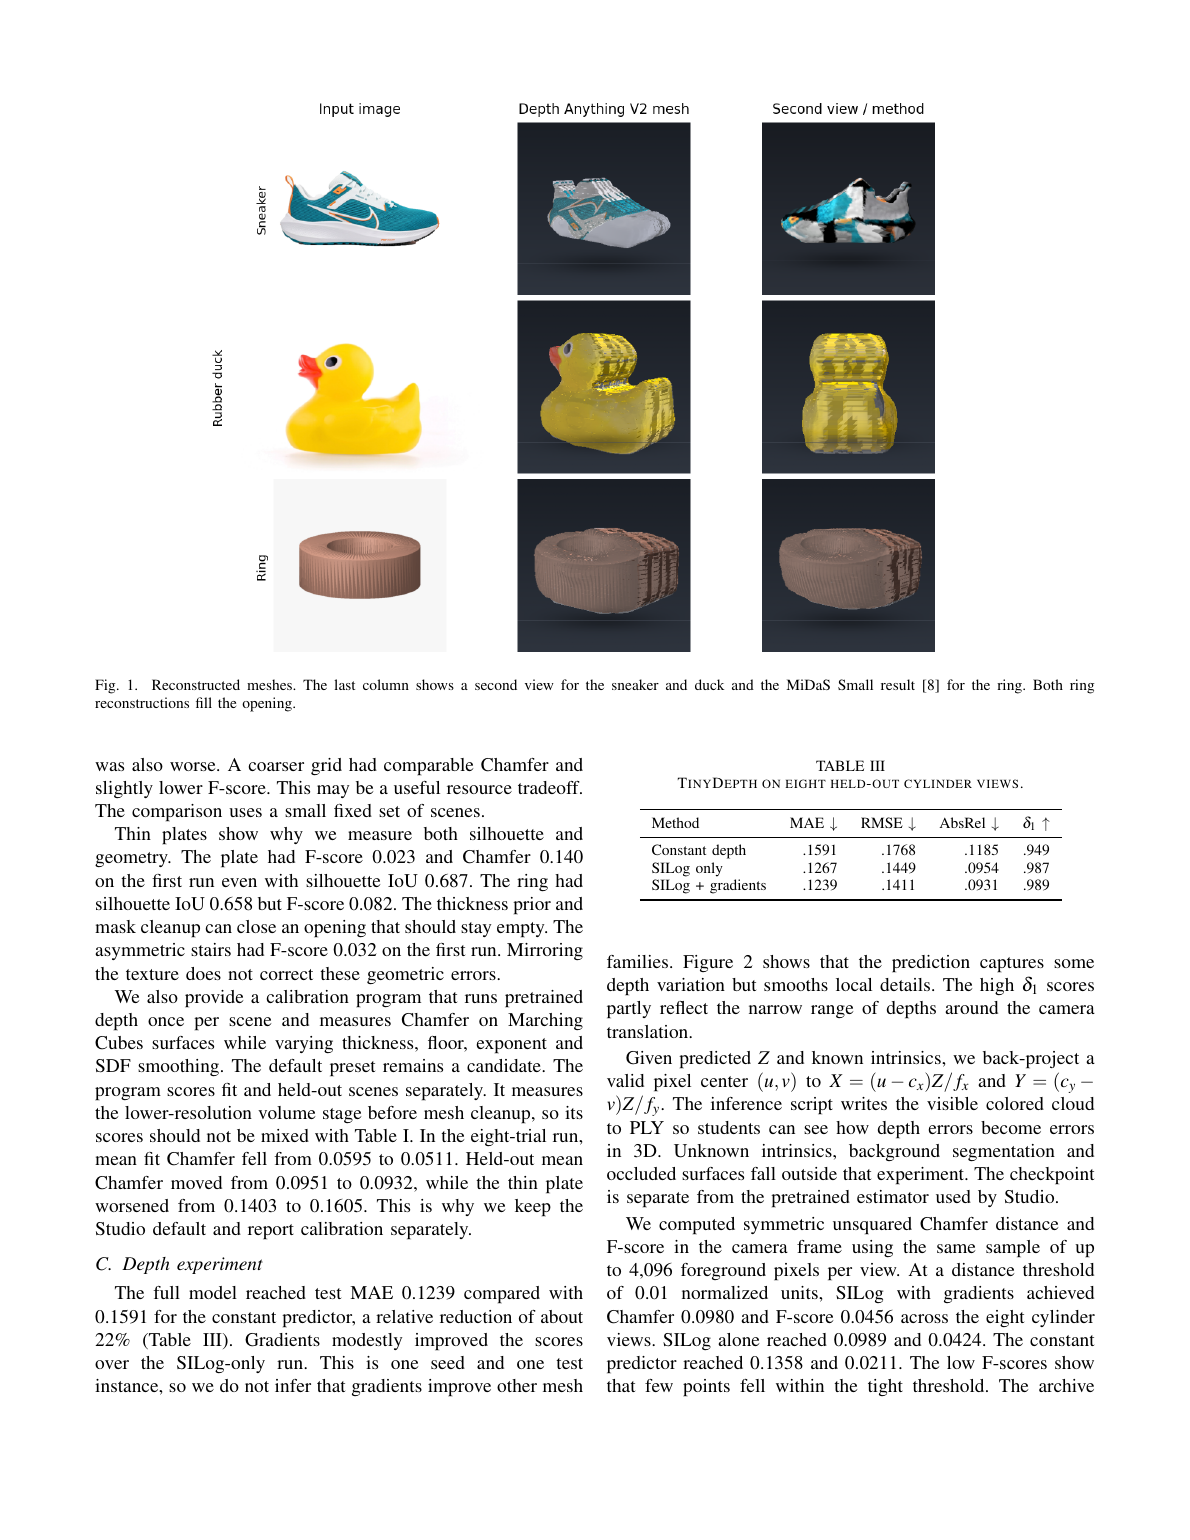 Input image
Depth Anything V2 mesh
Second view / method
Sneaker
Rubber duck
Ring
Fig. 1. Reconstructed meshes. The last column shows a second view for the sneaker and duck and the MiDaS Small result [8] for the ring. Both ring
reconstructions fill the opening.
was also worse. A coarser grid had comparable Chamfer and
slightly lower F-score. This may be a useful resource tradeoff.
The comparison uses a small fixed set of scenes.
Thin plates show why we measure both silhouette and
geometry. The plate had F-score 0.023 and Chamfer 0.140
on the first run even with silhouette IoU 0.687. The ring had
silhouette IoU 0.658 but F-score 0.082. The thickness prior and
mask cleanup can close an opening that should stay empty. The
asymmetric stairs had F-score 0.032 on the first run. Mirroring
the texture does not correct these geometric errors.
We also provide a calibration program that runs pretrained
depth once per scene and measures Chamfer on Marching
Cubes surfaces while varying thickness, floor, exponent and
SDF smoothing. The default preset remains a candidate. The
program scores fit and held-out scenes separately. It measures
the lower-resolution volume stage before mesh cleanup, so its
scores should not be mixed with Table I. In the eight-trial run,
mean fit Chamfer fell from 0.0595 to 0.0511. Held-out mean
Chamfer moved from 0.0951 to 0.0932, while the thin plate
worsened from 0.1403 to 0.1605. This is why we keep the
Studio default and report calibration separately.
C. Depth experiment
The full model reached test MAE 0.1239 compared with
0.1591 for the constant predictor, a relative reduction of about
22% (Table III). Gradients modestly improved the scores
over the SILog-only run. This is one seed and one test
instance, so we do not infer that gradients improve other mesh
TABLE III
TINYDEPTH ON EIGHT HELD-OUT CYLINDER VIEWS.
Method MAE ↓ RMSE ↓ AbsRel ↓ δ₁ ↑
Constant depth .1591 .1768 .1185 .949
SILog only .1267 .1449 .0954 .987
SILog + gradients .1239 .1411 .0931 .989
families. Figure 2 shows that the prediction captures some
depth variation but smooths local details. The high δ₁ scores
partly reflect the narrow range of depths around the camera
translation.
Given predicted Z and known intrinsics, we back-project a
valid pixel center (u,v) to X = (u − cₓ)Z/fₓ and Y = (c_y −
v)Z/f_y. The inference script writes the visible colored cloud
to PLY so students can see how depth errors become errors
in 3D. Unknown intrinsics, background segmentation and
occluded surfaces fall outside that experiment. The checkpoint
is separate from the pretrained estimator used by Studio.
We computed symmetric unsquared Chamfer distance and
F-score in the camera frame using the same sample of up
to 4,096 foreground pixels per view. At a distance threshold
of 0.01 normalized units, SILog with gradients achieved
Chamfer 0.0980 and F-score 0.0456 across the eight cylinder
views. SILog alone reached 0.0989 and 0.0424. The constant
predictor reached 0.1358 and 0.0211. The low F-scores show
that few points fell within the tight threshold. The archive